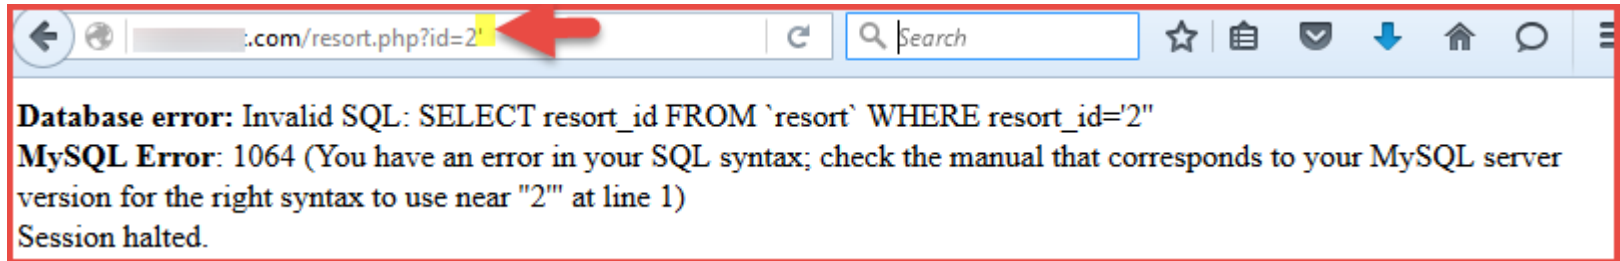 .com/resort.php?id=2'
Search
Database error: Invalid SQL: SELECT resort_id FROM `resort` WHERE resort_id='2''
MySQL Error: 1064 (You have an error in your SQL syntax; check the manual that corresponds to your MySQL server
version for the right syntax to use near ''2''' at line 1)
Session halted.